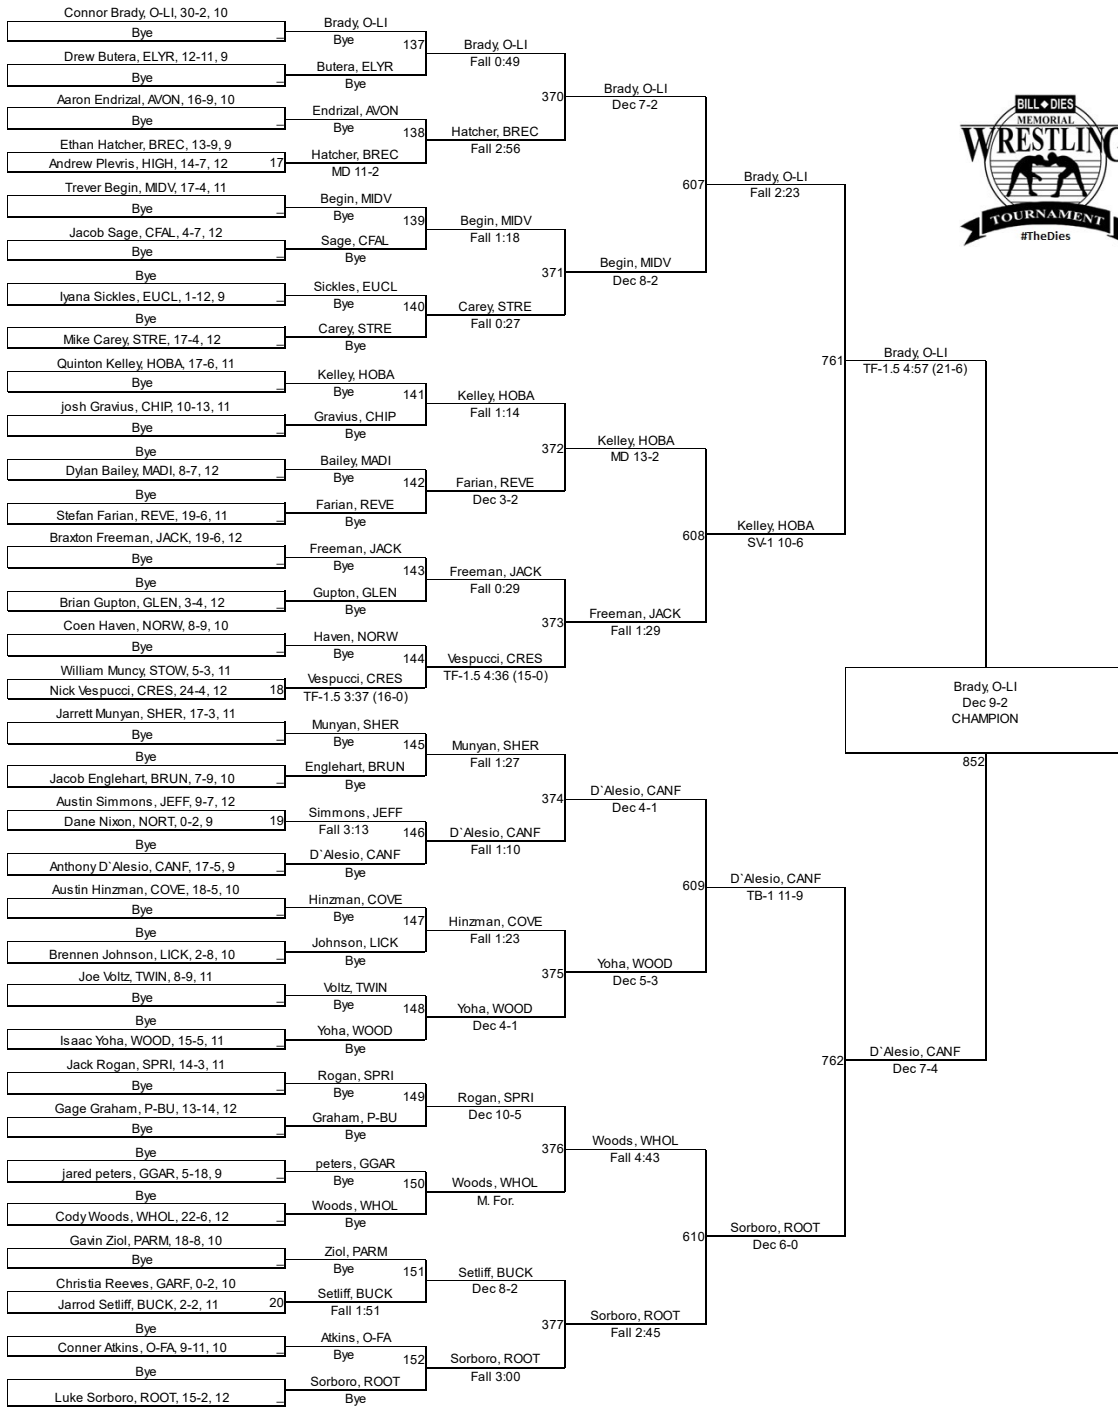 Connor Brady, O-LI, 30-2, 10
Bye
Drew Butera, ELYR, 12-11, 9
Bye
Aaron Endrizal, AVON, 16-9, 10
Bye
Ethan Hatcher, BREC, 13-9, 9
Andrew Plevris, HIGH, 14-7, 12
17
Trever Begin, MIDV, 17-4, 11
Bye
Jacob Sage, CFAL, 4-7, 12
Bye
Bye
Iyana Sickles, EUCL, 1-12, 9
Bye
Mike Carey, STRE, 17-4, 12
Quinton Kelley, HOBA, 17-6, 11
Bye
josh Gravius, CHIP, 10-13, 11
Bye
Bye
Dylan Bailey, MADI, 8-7, 12
Bye
Stefan Farian, REVE, 19-6, 11
Braxton Freeman, JACK, 19-6, 12
Bye
Bye
Brian Gupton, GLEN, 3-4, 12
Coen Haven, NORW, 8-9, 10
Bye
William Muncy, STOW, 5-3, 11
Nick Vespucci, CRES, 24-4, 12
18
Jarrett Munyan, SHER, 17-3, 11
Bye
Bye
Jacob Englehart, BRUN, 7-9, 10
Austin Simmons, JEFF, 9-7, 12
Dane Nixon, NORT, 0-2, 9
19
Bye
Anthony D`Alesio, CANF, 17-5, 9
Austin Hinzman, COVE, 18-5, 10
Bye
Bye
Brennen Johnson, LICK, 2-8, 10
Joe Voltz, TWIN, 8-9, 11
Bye
Bye
Isaac Yoha, WOOD, 15-5, 11
Jack Rogan, SPRI, 14-3, 11
Bye
Gage Graham, P-BU, 13-14, 12
Bye
Bye
jared peters, GGAR, 5-18, 9
Bye
Cody Woods, WHOL, 22-6, 12
Gavin Ziol, PARM, 18-8, 10
Bye
Christia Reeves, GARF, 0-2, 10
Jarrod Setliff, BUCK, 2-2, 11
20
Bye
Conner Atkins, O-FA, 9-11, 10
Bye
Luke Sorboro, ROOT, 15-2, 12
Brady, O-LI
Bye
137
Butera, ELYR
Bye
Endrizal, AVON
Bye
138
Hatcher, BREC
MD 11-2
Begin, MIDV
Bye
139
Sage, CFAL
Bye
Sickles, EUCL
Bye
140
Carey, STRE
Bye
Kelley, HOBA
Bye
141
Gravius, CHIP
Bye
Bailey, MADI
Bye
142
Farian, REVE
Bye
Freeman, JACK
Bye
143
Gupton, GLEN
Bye
Haven, NORW
Bye
144
Vespucci, CRES
TF-1.5 3:37 (16-0)
Munyan, SHER
Bye
145
Englehart, BRUN
Bye
Simmons, JEFF
Fall 3:13
146
D`Alesio, CANF
Bye
Hinzman, COVE
Bye
147
Johnson, LICK
Bye
Voltz, TWIN
Bye
148
Yoha, WOOD
Bye
Rogan, SPRI
Bye
149
Graham, P-BU
Bye
peters, GGAR
Bye
150
Woods, WHOL
Bye
Ziol, PARM
Bye
151
Setliff, BUCK
Fall 1:51
Atkins, O-FA
Bye
152
Sorboro, ROOT
Bye
Brady, O-LI
Fall 0:49
370
Hatcher, BREC
Fall 2:56
Begin, MIDV
Fall 1:18
371
Carey, STRE
Fall 0:27
Kelley, HOBA
Fall 1:14
372
Farian, REVE
Dec 3-2
Freeman, JACK
Fall 0:29
373
Vespucci, CRES
TF-1.5 4:36 (15-0)
Munyan, SHER
Fall 1:27
374
D`Alesio, CANF
Fall 1:10
Hinzman, COVE
Fall 1:23
375
Yoha, WOOD
Dec 4-1
Rogan, SPRI
Dec 10-5
376
Woods, WHOL
M. For.
Setliff, BUCK
Dec 8-2
377
Sorboro, ROOT
Fall 3:00
Brady, O-LI
Dec 7-2
607
Begin, MIDV
Dec 8-2
Kelley, HOBA
MD 13-2
608
Freeman, JACK
Fall 1:29
D`Alesio, CANF
Dec 4-1
609
Yoha, WOOD
Dec 5-3
Woods, WHOL
Fall 4:43
610
Sorboro, ROOT
Fall 2:45
Brady, O-LI
Fall 2:23
761
Kelley, HOBA
SV-1 10-6
D`Alesio, CANF
TB-1 11-9
762
Sorboro, ROOT
Dec 6-0
Brady, O-LI
TF-1.5 4:57 (21-6)
D`Alesio, CANF
Dec 7-4
Brady, O-LI
Dec 9-2
CHAMPION
852
BILL ◆ DIES
MEMORIAL
WRESTLING
TOURNAMENT
#TheDies